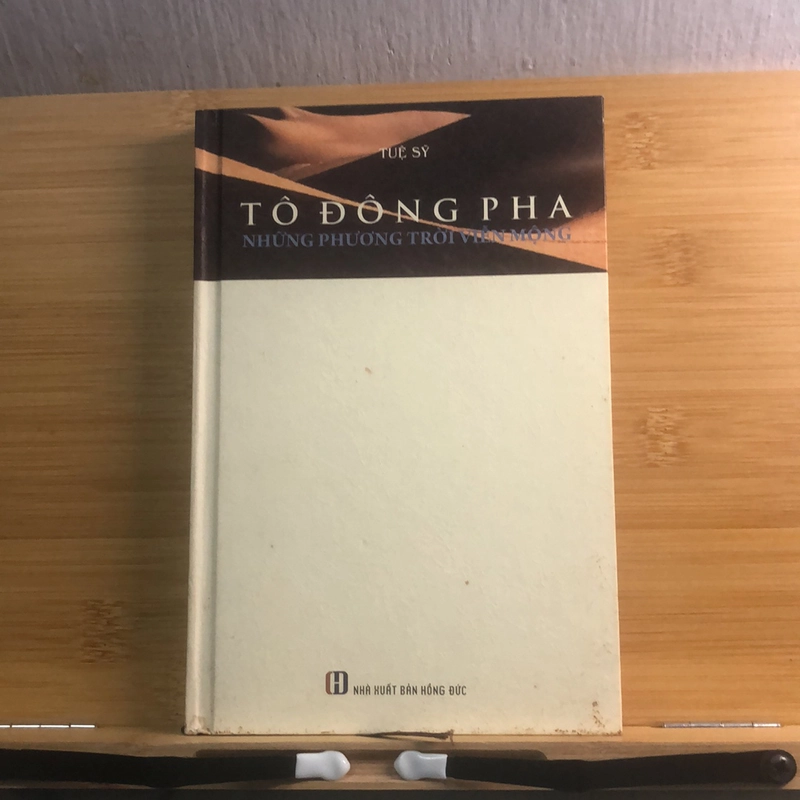 TUỆ SỸ
TÔ ĐÔNG PHA
NHỮNG PHƯƠNG TRỜI VIỄN MỘNG
NHÀ XUẤT BẢN HỒNG ĐỨC